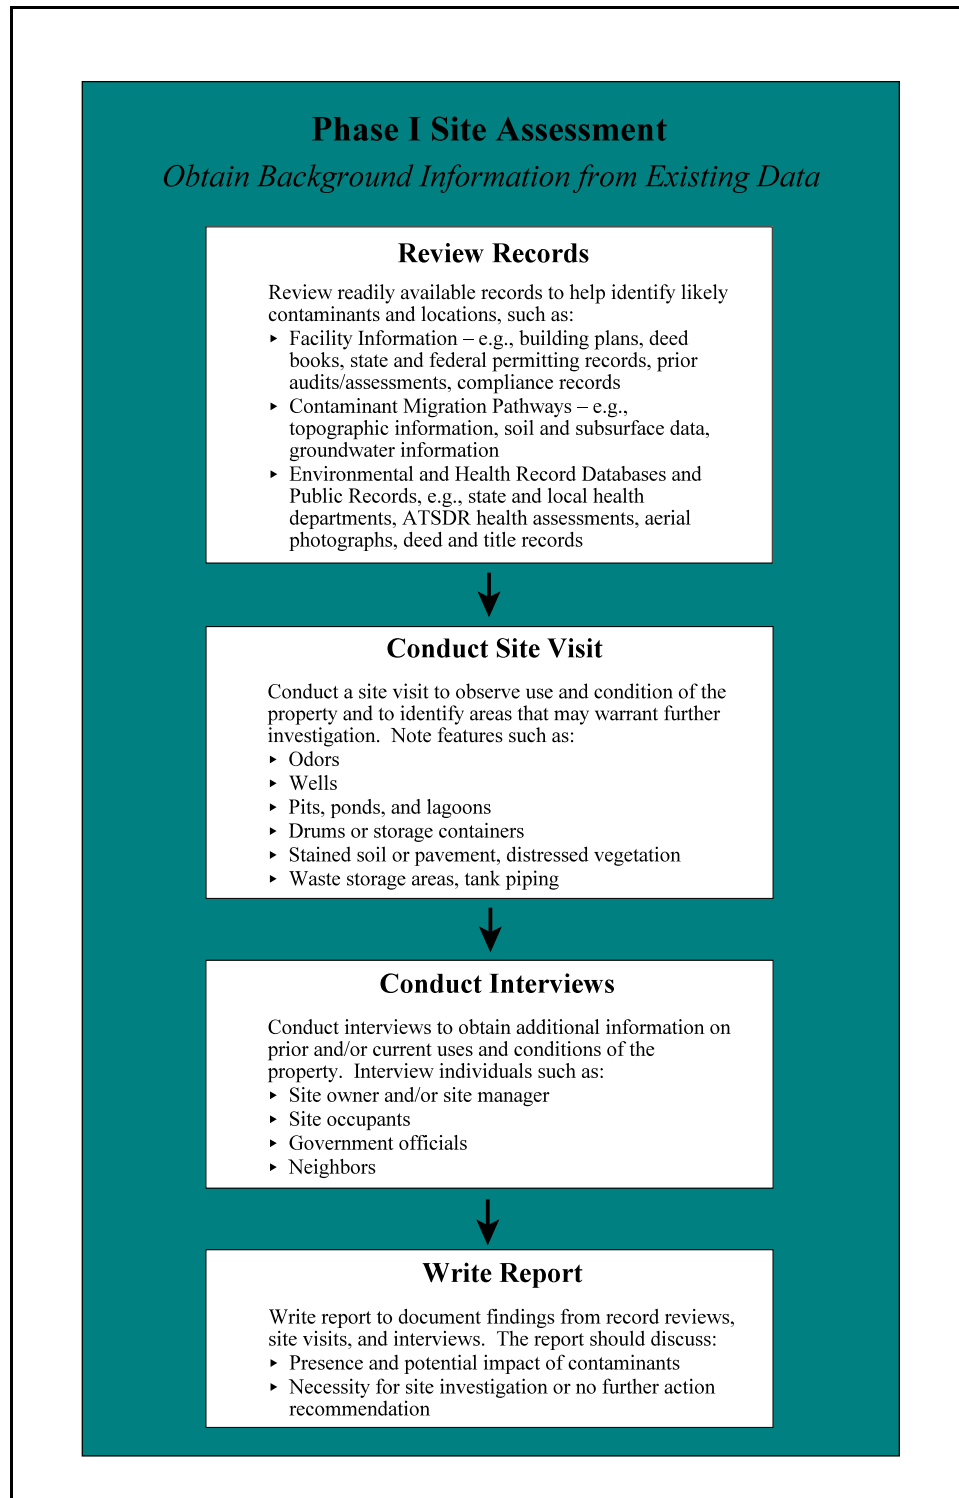 Phase I Site Assessment
Obtain Background Information from Existing Data
Review Records
Review readily available records to help identify likely
contaminants and locations, such as:
▸ Facility Information – e.g., building plans, deed
books, state and federal permitting records, prior
audits/assessments, compliance records
▸ Contaminant Migration Pathways – e.g.,
topographic information, soil and subsurface data,
groundwater information
▸ Environmental and Health Record Databases and
Public Records, e.g., state and local health
departments, ATSDR health assessments, aerial
photographs, deed and title records
Conduct Site Visit
Conduct a site visit to observe use and condition of the
property and to identify areas that may warrant further
investigation.  Note features such as:
▸ Odors
▸ Wells
▸ Pits, ponds, and lagoons
▸ Drums or storage containers
▸ Stained soil or pavement, distressed vegetation
▸ Waste storage areas, tank piping
Conduct Interviews
Conduct interviews to obtain additional information on
prior and/or current uses and conditions of the
property.  Interview individuals such as:
▸ Site owner and/or site manager
▸ Site occupants
▸ Government officials
▸ Neighbors
Write Report
Write report to document findings from record reviews,
site visits, and interviews.  The report should discuss:
▸ Presence and potential impact of contaminants
▸ Necessity for site investigation or no further action
recommendation